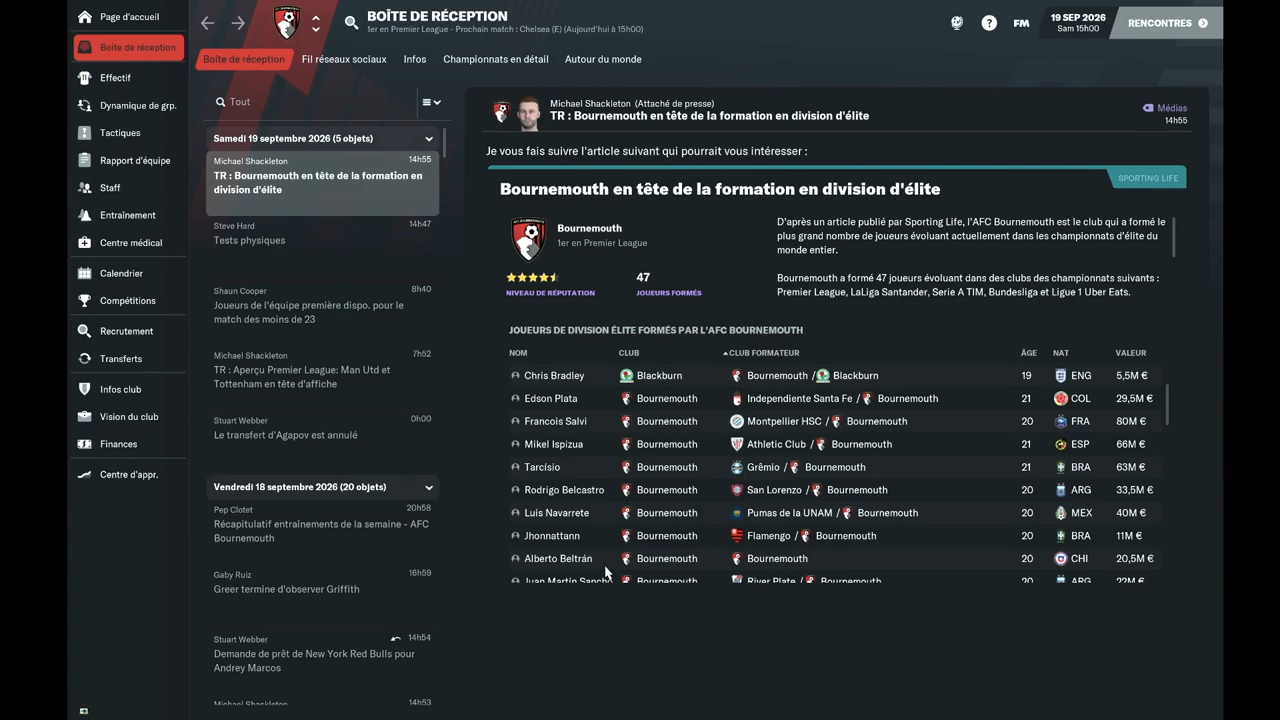 Page d'accueil
Boîte de réception
Effectif
Dynamique de grp.
Tactiques
Rapport d'équipe
Staff
Entraînement
Centre médical
Calendrier
Compétitions
Recrutement
Transferts
Infos club
Vision du club
Finances
Centre d'appr.
BOÎTE DE RÉCEPTION
1er en Premier League - Prochain match : Chelsea (E) (Aujourd'hui à 15h00)
FM
19 SEP 2026
Sam 15h00
RENCONTRES
Boîte de réception Fil réseaux sociaux Infos Championnats en détail Autour du monde
Tout
Samedi 19 septembre 2026 (5 objets)
Michael Shackleton 14h55
TR : Bournemouth en tête de la formation en
division d'élite
Steve Hard 14h47
Tests physiques
Shaun Cooper 8h40
Joueurs de l'équipe première dispo. pour le
match des moins de 23
Michael Shackleton 7h52
TR : Aperçu Premier League: Man Utd et
Tottenham en tête d'affiche
Stuart Webber 0h00
Le transfert d'Agapov est annulé
Vendredi 18 septembre 2026 (20 objets)
Pep Clotet 20h58
Récapitulatif entraînements de la semaine - AFC
Bournemouth
Gaby Ruiz 16h59
Greer termine d'observer Griffith
Stuart Webber 14h54
Demande de prêt de New York Red Bulls pour
Andrey Marcos
Michael Shackleton 14h53
Michael Shackleton (Attaché de presse)
TR : Bournemouth en tête de la formation en division d'élite
Médias
14h55
Je vous fais suivre l'article suivant qui pourrait vous intéresser :
SPORTING LIFE
Bournemouth en tête de la formation en division d'élite
Bournemouth
1er en Premier League
47
NIVEAU DE RÉPUTATION JOUEURS FORMÉS
D'après un article publié par Sporting Life, l'AFC Bournemouth est le club qui a formé le
plus grand nombre de joueurs évoluant actuellement dans les championnats d'élite du
monde entier.
Bournemouth a formé 47 joueurs évoluant dans des clubs des championnats suivants :
Premier League, LaLiga Santander, Serie A TIM, Bundesliga et Ligue 1 Uber Eats.
JOUEURS DE DIVISION ÉLITE FORMÉS PAR L'AFC BOURNEMOUTH
NOM CLUB CLUB FORMATEUR ÂGE NAT VALEUR
Chris Bradley Blackburn Bournemouth / Blackburn 19 ENG 5,5M €
Edson Plata Bournemouth Independiente Santa Fe / Bournemouth 21 COL 29,5M €
Francois Salvi Bournemouth Montpellier HSC / Bournemouth 20 FRA 80M €
Mikel Ispizua Bournemouth Athletic Club / Bournemouth 21 ESP 66M €
Tarcísio Bournemouth Grêmio / Bournemouth 21 BRA 63M €
Rodrigo Belcastro Bournemouth San Lorenzo / Bournemouth 20 ARG 33,5M €
Luis Navarrete Bournemouth Pumas de la UNAM / Bournemouth 20 MEX 40M €
Jhonnattann Bournemouth Flamengo / Bournemouth 20 BRA 11M €
Alberto Beltrán Bournemouth Bournemouth 20 CHI 20,5M €
Juan Martín Sancho Bournemouth River Plate / Bournemouth 20 ARG 22M €